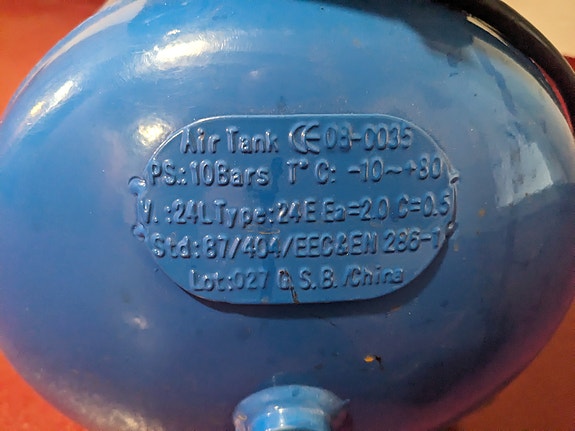 Air Tank CE 08-0035
PS.: 10Bars T° C: -10~+80
V. :24L Type:24E Ea=2.0 C=0.5
Std: 87/404/EEC&EN 286-1
Lot:027 G.S.B./China